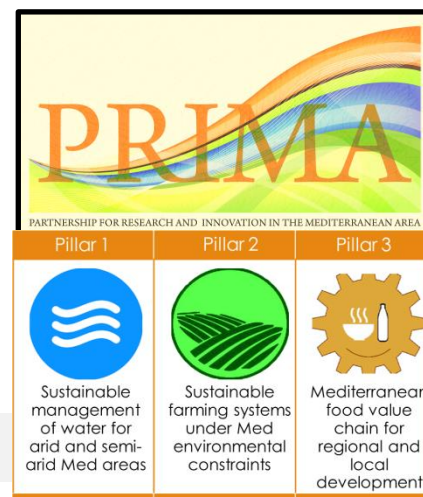 PRIMA
PARTNERSHIP FOR RESEARCH AND INNOVATION IN THE MEDITERRANEAN AREA
Pillar 1
Pillar 2
Pillar 3
Sustainable
management
of water for
arid and semi-
arid Med areas
Sustainable
farming systems
under Med
environmental
constraints
Mediterranean
food value
chain for
regional and
local
development